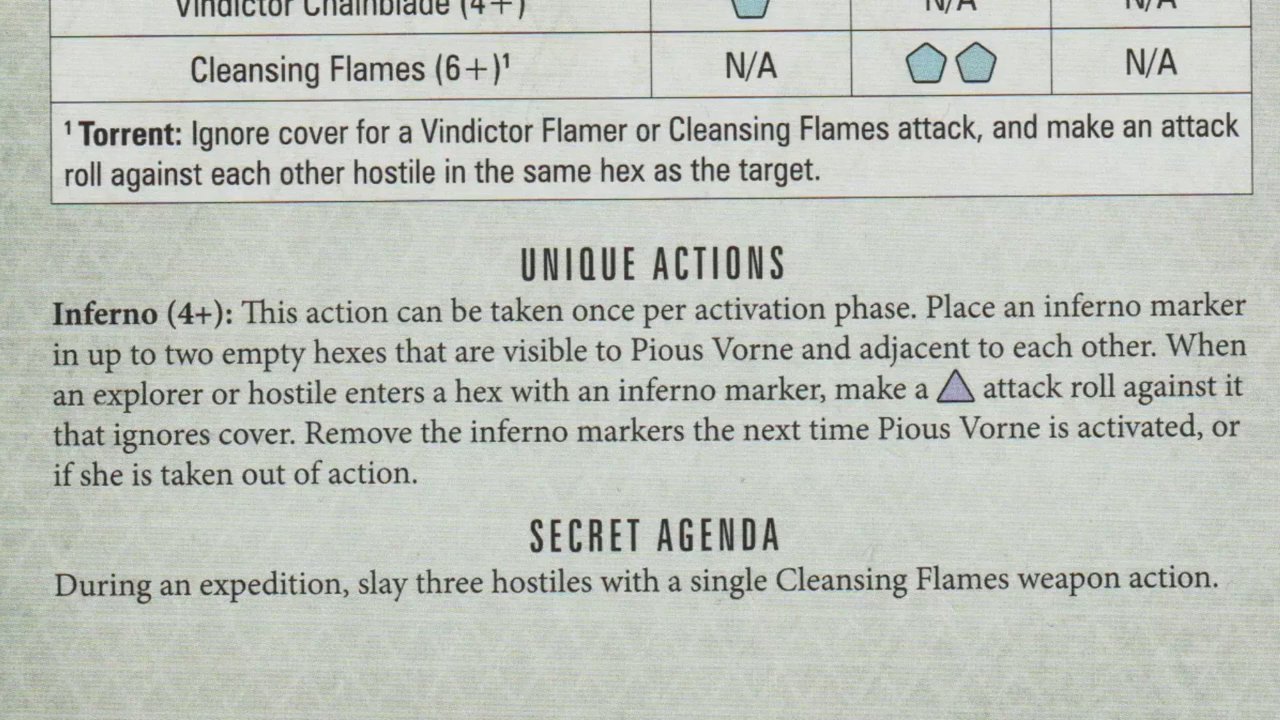 Vindictor Chainblade (4+) N/A N/A
Cleansing Flames (6+)¹ N/A N/A
¹ Torrent: Ignore cover for a Vindictor Flamer or Cleansing Flames attack, and make an attack
roll against each other hostile in the same hex as the target.
UNIQUE ACTIONS
Inferno (4+): This action can be taken once per activation phase. Place an inferno marker
in up to two empty hexes that are visible to Pious Vorne and adjacent to each other. When
an explorer or hostile enters a hex with an inferno marker, make a attack roll against it
that ignores cover. Remove the inferno markers the next time Pious Vorne is activated, or
if she is taken out of action.
SECRET AGENDA
During an expedition, slay three hostiles with a single Cleansing Flames weapon action.